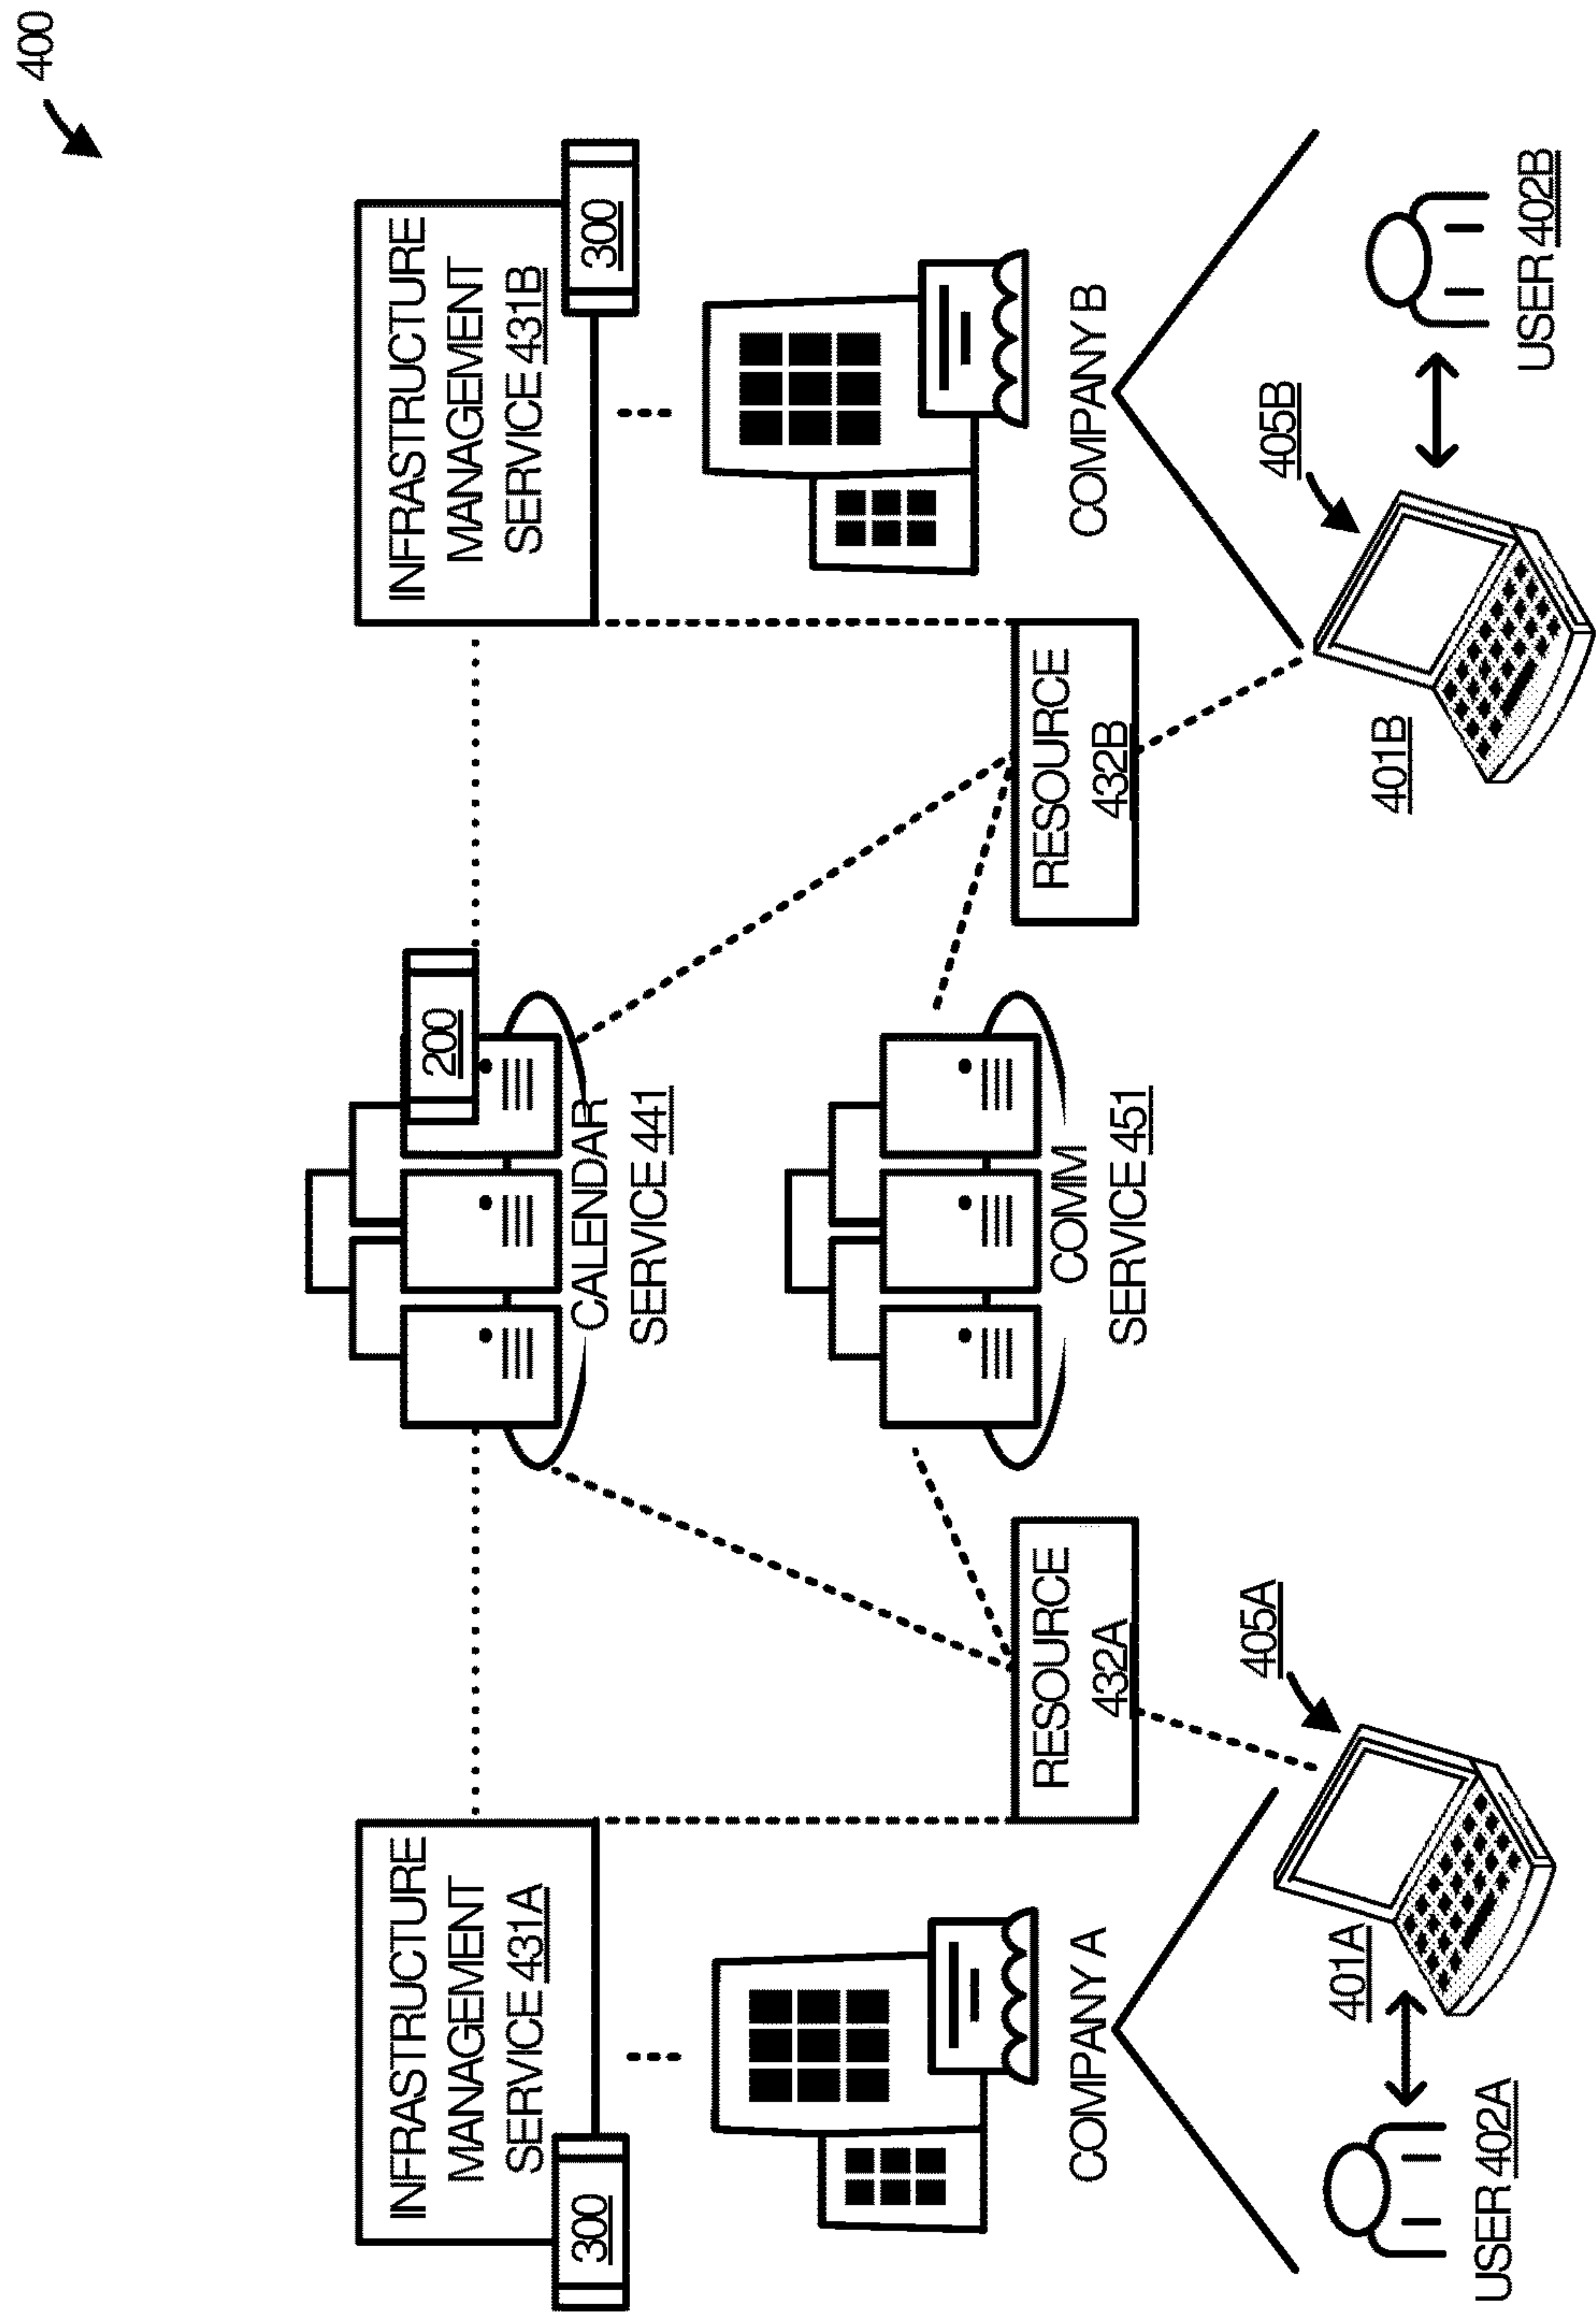 400
INFRASTRUCTURE
MANAGEMENT
SERVICE 431A
300
200
INFRASTRUCTURE
MANAGEMENT
SERVICE 431B
300
CALENDAR
SERVICE 441
COMPANY A
COMM
SERVICE 451
COMPANY B
RESOURCE
432A
RESOURCE
432B
405A
405B
401A
401B
USER 402A
USER 402B